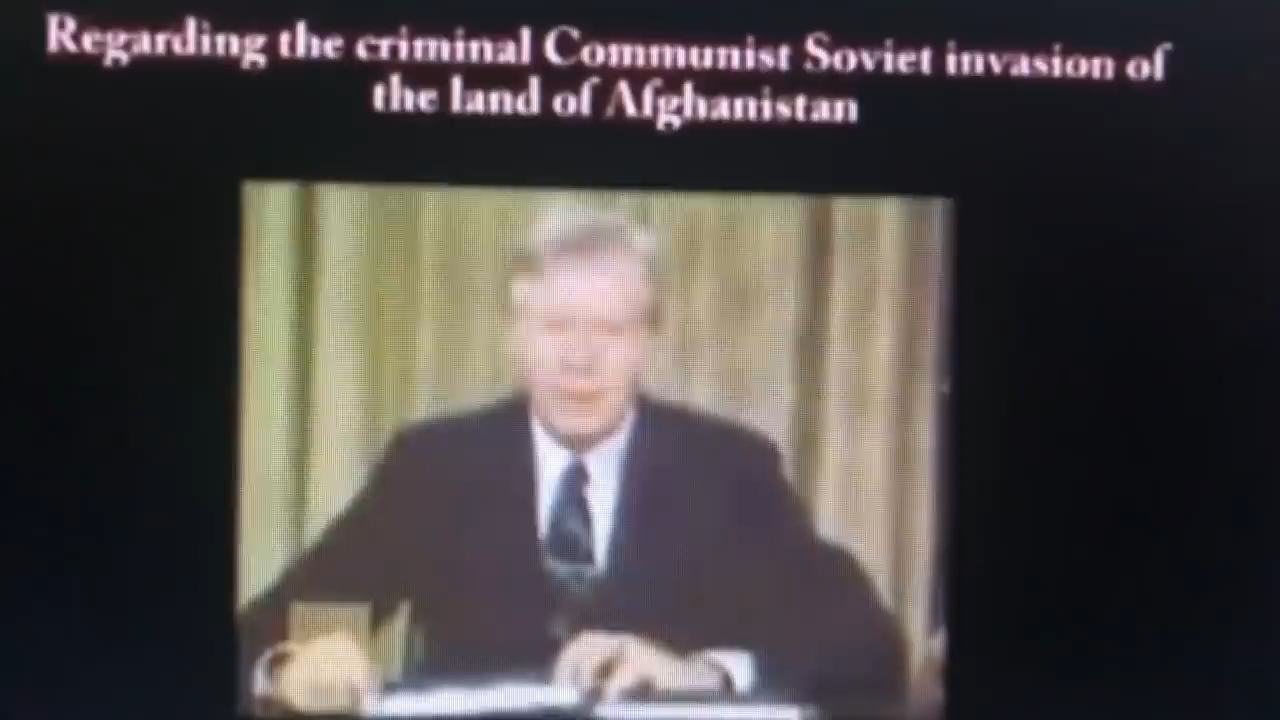 Regarding the criminal Communist Soviet invasion of
the land of Afghanistan